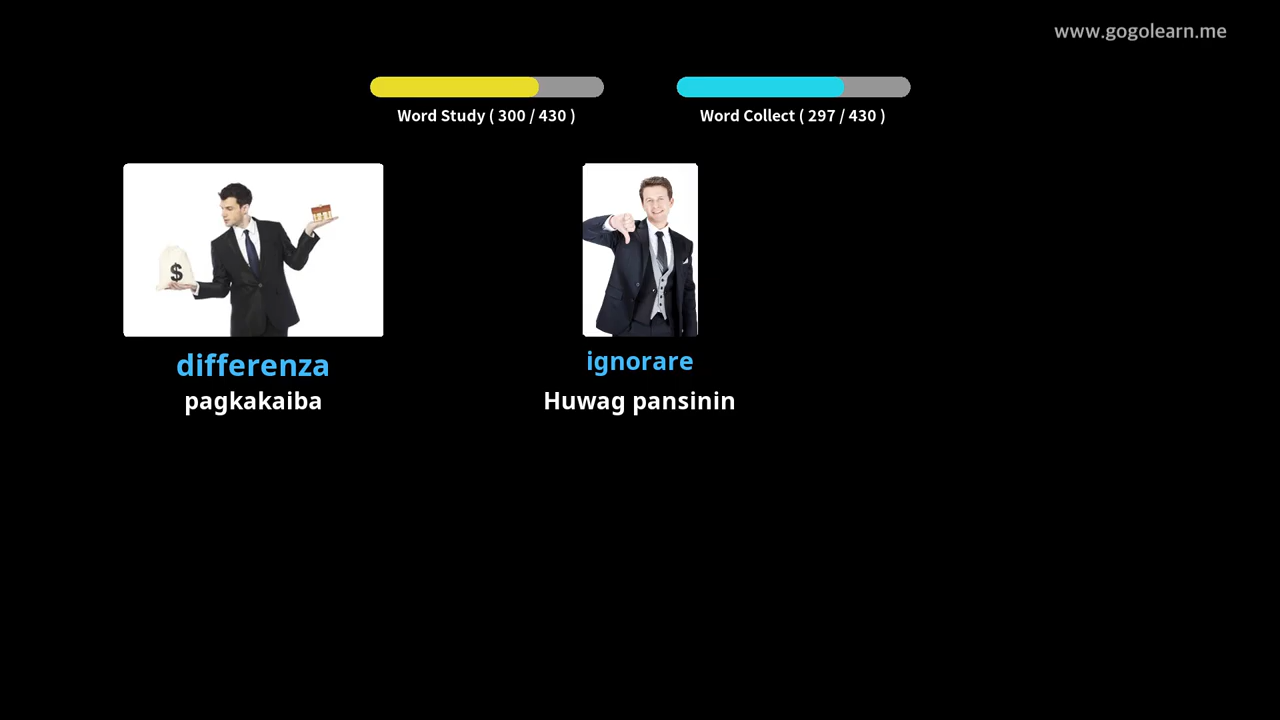 www.gogolearn.me
Word Study ( 300 / 430 )
Word Collect ( 297 / 430 )
$
differenza
pagkakaiba
ignorare
Huwag pansinin